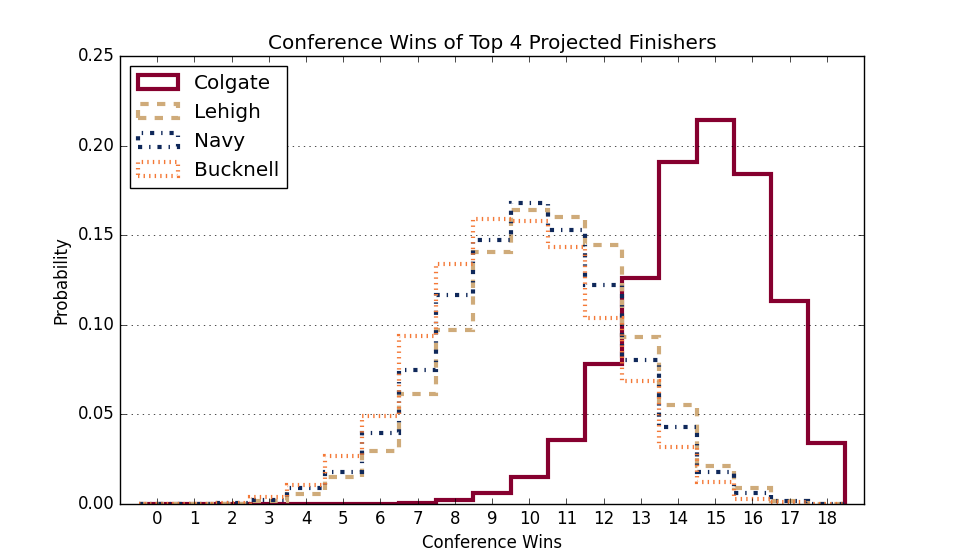 Conference Wins of Top 4 Projected Finishers
0.25
0.20
0.15
0.10
0.05
0.00
Probability
Colgate
Lehigh
Navy
Bucknell
0 1 2 3 4 5 6 7 8 9 10 11 12 13 14 15 16 17 18
Conference Wins